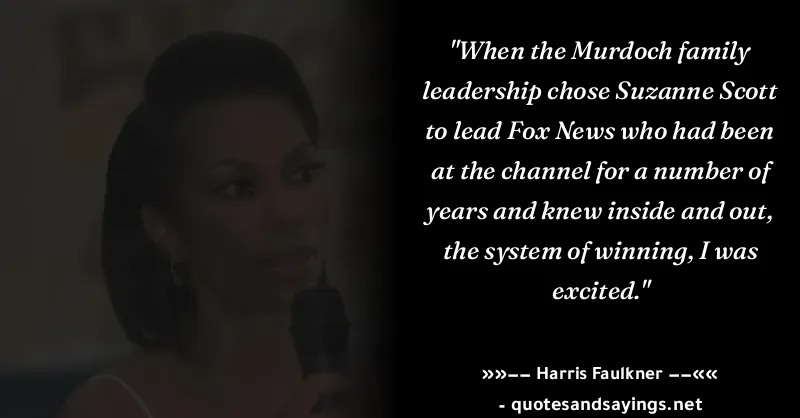 "When the Murdoch family
leadership chose Suzanne Scott
to lead Fox News who had been
at the channel for a number of
years and knew inside and out,
the system of winning, I was
excited."
»»−− Harris Faulkner −−««
- quotesandsayings.net